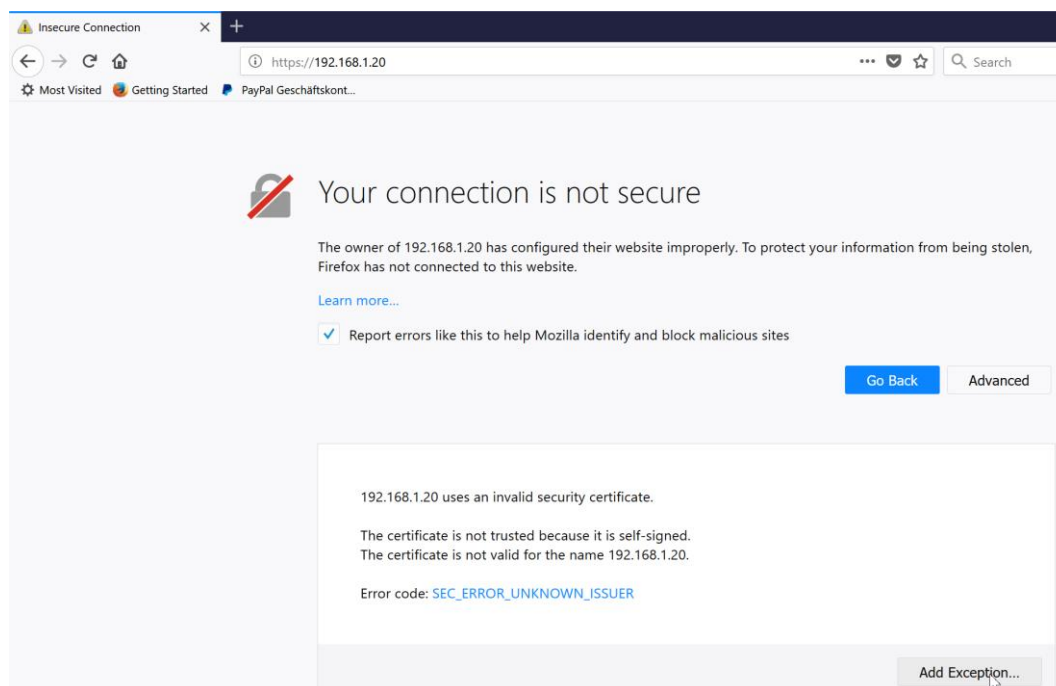 Insecure Connection
https://192.168.1.20
Search
Most Visited Getting Started PayPal Geschäftskont...
Your connection is not secure
The owner of 192.168.1.20 has configured their website improperly. To protect your information from being stolen,
Firefox has not connected to this website.
Learn more...
Report errors like this to help Mozilla identify and block malicious sites
Go Back Advanced
192.168.1.20 uses an invalid security certificate.
The certificate is not trusted because it is self-signed.
The certificate is not valid for the name 192.168.1.20.
Error code: SEC_ERROR_UNKNOWN_ISSUER
Add Exception...